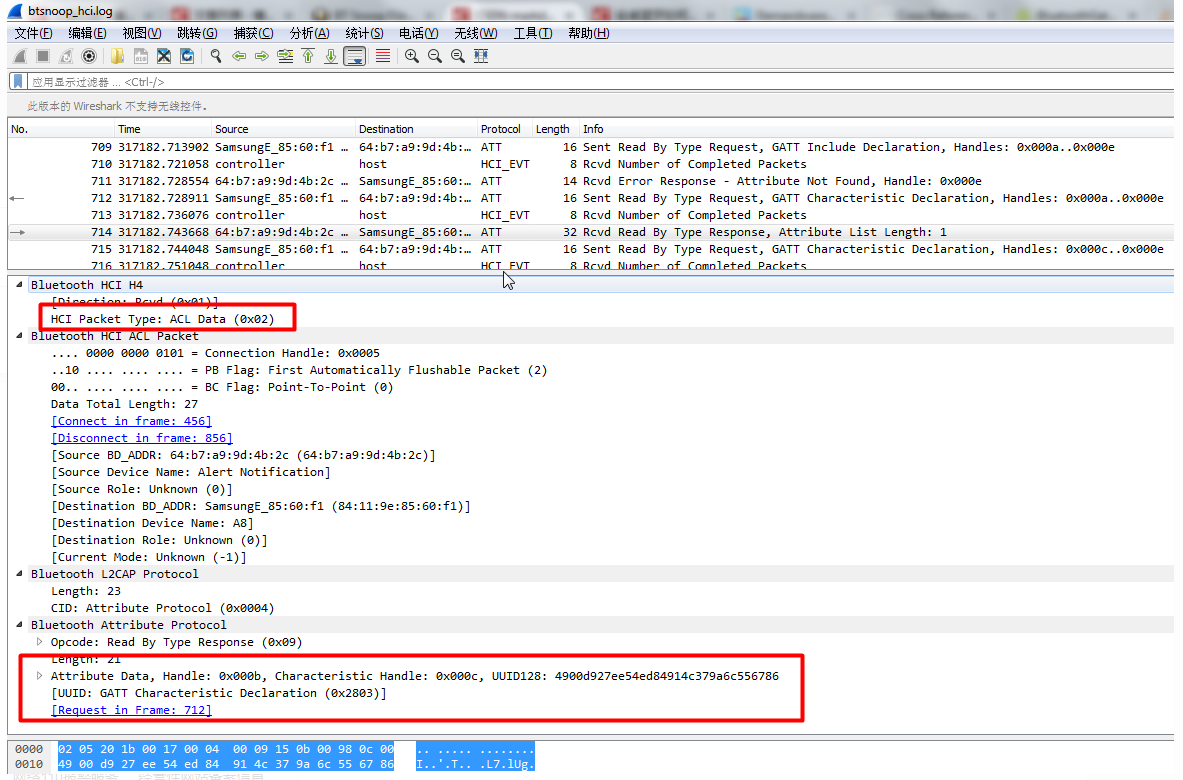 btsnoop_hci.log
文件(F) 编辑(E) 视图(V) 跳转(G) 捕获(C) 分析(A) 统计(S) 电话(Y) 无线(W) 工具(T) 帮助(H)
应用显示过滤器 … <Ctrl-/>
此版本的 Wireshark 不支持无线控件。
No. Time Source Destination Protocol Length Info
709 317182.713902 SamsungE_85:60:f1 … 64:b7:a9:9d:4b:… ATT 16 Sent Read By Type Request, GATT Include Declaration, Handles: 0x000a..0x000e
710 317182.721058 controller host HCI_EVT 8 Rcvd Number of Completed Packets
711 317182.728554 64:b7:a9:9d:4b:2c … SamsungE_85:60:… ATT 14 Rcvd Error Response - Attribute Not Found, Handle: 0x000e
712 317182.728911 SamsungE_85:60:f1 … 64:b7:a9:9d:4b:… ATT 16 Sent Read By Type Request, GATT Characteristic Declaration, Handles: 0x000a..0x000e
713 317182.736076 controller host HCI_EVT 8 Rcvd Number of Completed Packets
714 317182.743668 64:b7:a9:9d:4b:2c … SamsungE_85:60:… ATT 32 Rcvd Read By Type Response, Attribute List Length: 1
715 317182.744048 SamsungE_85:60:f1 … 64:b7:a9:9d:4b:… ATT 16 Sent Read By Type Request, GATT Characteristic Declaration, Handles: 0x000c..0x000e
716 317182.751048 controller host HCI_EVT 8 Rcvd Number of Completed Packets
Bluetooth HCI H4
[Direction: Rcvd (0x01)]
HCI Packet Type: ACL Data (0x02)
Bluetooth HCI ACL Packet
.... 0000 0000 0101 = Connection Handle: 0x0005
..10 .... .... .... = PB Flag: First Automatically Flushable Packet (2)
00.. .... .... .... = BC Flag: Point-To-Point (0)
Data Total Length: 27
[Connect in frame: 456]
[Disconnect in frame: 856]
[Source BD_ADDR: 64:b7:a9:9d:4b:2c (64:b7:a9:9d:4b:2c)]
[Source Device Name: Alert Notification]
[Source Role: Unknown (0)]
[Destination BD_ADDR: SamsungE_85:60:f1 (84:11:9e:85:60:f1)]
[Destination Device Name: A8]
[Destination Role: Unknown (0)]
[Current Mode: Unknown (-1)]
Bluetooth L2CAP Protocol
Length: 23
CID: Attribute Protocol (0x0004)
Bluetooth Attribute Protocol
Opcode: Read By Type Response (0x09)
Length: 21
Attribute Data, Handle: 0x000b, Characteristic Handle: 0x000c, UUID128: 4900d927ee54ed84914c379a6c556786
[UUID: GATT Characteristic Declaration (0x2803)]
[Request in Frame: 712]
0000 02 05 20 1b 00 17 00 04 00 09 15 0b 00 98 0c 00 .. ..... ........
0010 49 00 d9 27 ee 54 ed 84 91 4c 37 9a 6c 55 67 86 I..'.T.. .L7.lUg.